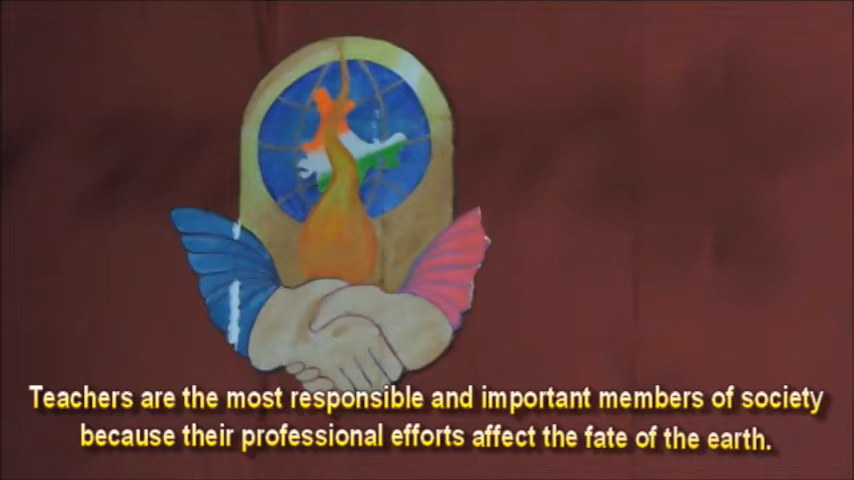 Teachers are the most responsible and important members of society
because their professional efforts affect the fate of the earth.